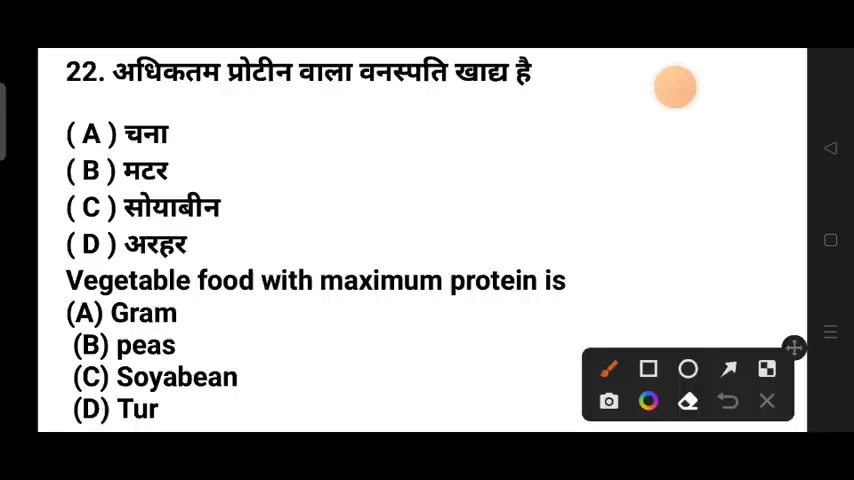 22. अधिकतम प्रोटीन वाला वनस्पति खाद्य है
( A ) चना
( B ) मटर
( C ) सोयाबीन
( D ) अरहर
Vegetable food with maximum protein is
(A) Gram
(B) peas
(C) Soyabean
(D) Tur